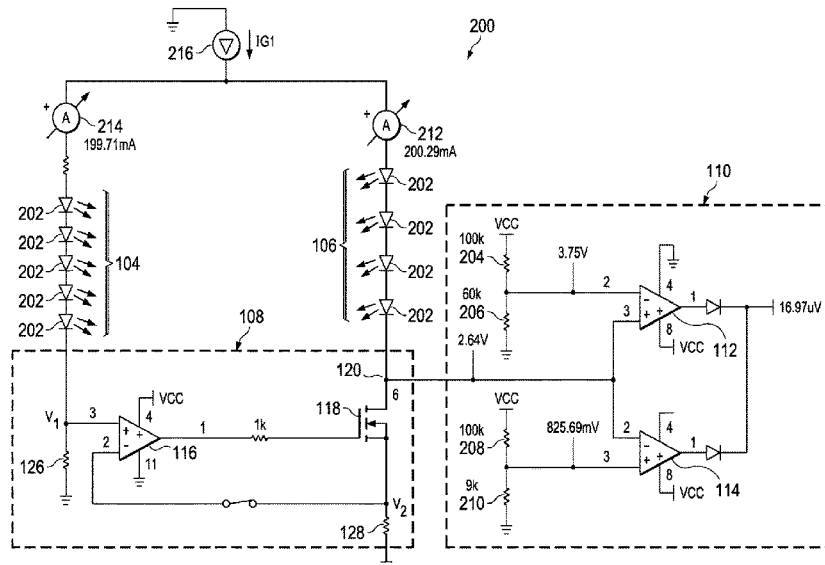 216
IG1
200
+
A
214
199.71mA
+
A
212
200.29mA
202
202
202
202
202
104
106
202
202
202
202
110
VCC
100k
204
3.75V
2
4
1
60k
206
3
8
VCC
112
16.97uV
2.64V
108
120
6
118
VCC
V1
3
4
1
1k
2
116
11
126
V2
128
VCC
100k
208
825.69mV
2
4
1
3
8
VCC
114
9k
210